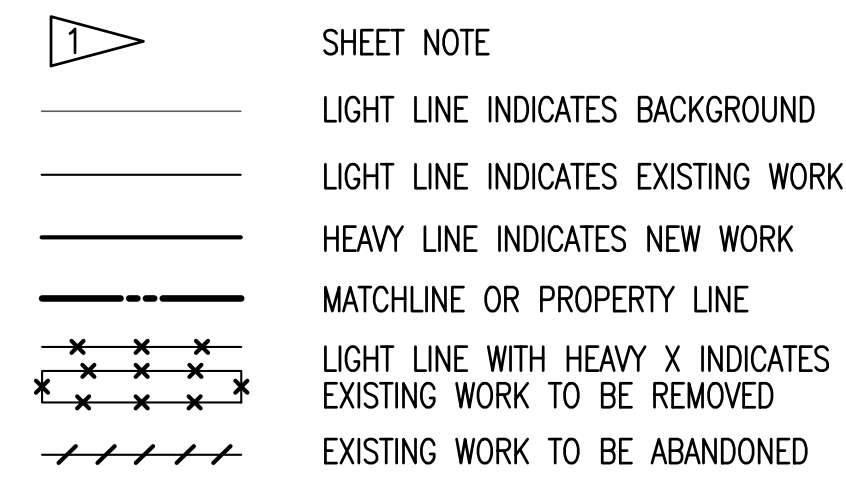 1 SHEET NOTE
LIGHT LINE INDICATES BACKGROUND
LIGHT LINE INDICATES EXISTING WORK
HEAVY LINE INDICATES NEW WORK
MATCHLINE OR PROPERTY LINE
LIGHT LINE WITH HEAVY X INDICATES
EXISTING WORK TO BE REMOVED
EXISTING WORK TO BE ABANDONED